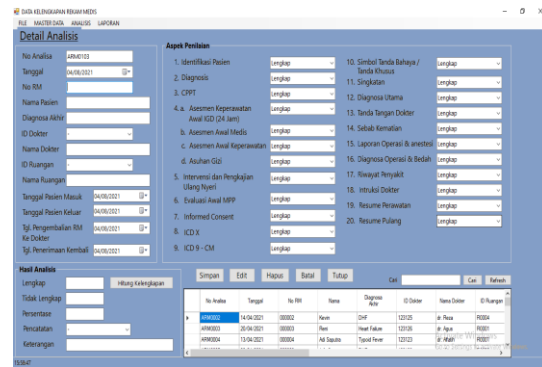 DATA KELENGKAPAN REKAM MEDIS
FILE MASTER DATA ANALISIS LAPORAN
Detail Analisis
No Analisa ARM0103
Tanggal 04/08/2021
No RM
Nama Pasien
Diagnosa Akhir
ID Dokter -
Nama Dokter
ID Ruangan -
Nama Ruangan
Tanggal Pasien Masuk 04/08/2021
Tanggal Pasien Keluar 04/08/2021
Tgl. Pengembalian RM Ke Dokter 04/08/2021
Tgl. Penerimaan Kembali 04/08/2021
Aspek Penilaian
1. Identifikasi Pasien Lengkap
2. Diagnosis Lengkap
3. CPPT Lengkap
4. a. Asesmen Keperawatan Lengkap
Awal IGD (24 Jam)
b. Asesmen Awal Medis Lengkap
c. Asesmen Awal Keperawatan Lengkap
d. Asuhan Gizi Lengkap
5. Intervensi dan Pengkajian Lengkap
Ulang Nyeri
6. Evaluasi Awal MPP Lengkap
7. Informed Consent Lengkap
8. ICD X Lengkap
9. ICD 9 - CM Lengkap
10. Simbol Tanda Bahaya / Lengkap
Tanda Khusus
11. Singkatan Lengkap
12. Diagnosa Utama Lengkap
13. Tanda Tangan Dokter Lengkap
14. Sebab Kematian Lengkap
15. Laporan Operasi & anestesi Lengkap
16. Diagnosa Operasi & Bedah Lengkap
17. Riwayat Penyakit Lengkap
18. Intruksi Dokter Lengkap
19. Resume Perawatan Lengkap
20. Resume Pulang Lengkap
Hasil Analisis
Lengkap Hitung Kelengkapan
Tidak Lengkap
Persentase
Pencatatan -
Keterangan
Simpan Edit Hapus Batal Tutup Cari Cari Refresh
No Analisa Tanggal No RM Nama Diagnosa Akhir ID Dokter Nama Dokter ID Ruangan
ARM0002 14/04/2021 000002 Kevin DHF 123125 dr. Reza R0004
ARM0003 20/04/2021 000003 Reni Heart Failure 123126 dr. Agus R0001
ARM0004 13/04/2021 000004 Adi Saputra Typoid Fever 123123 dr. Afifah R0001